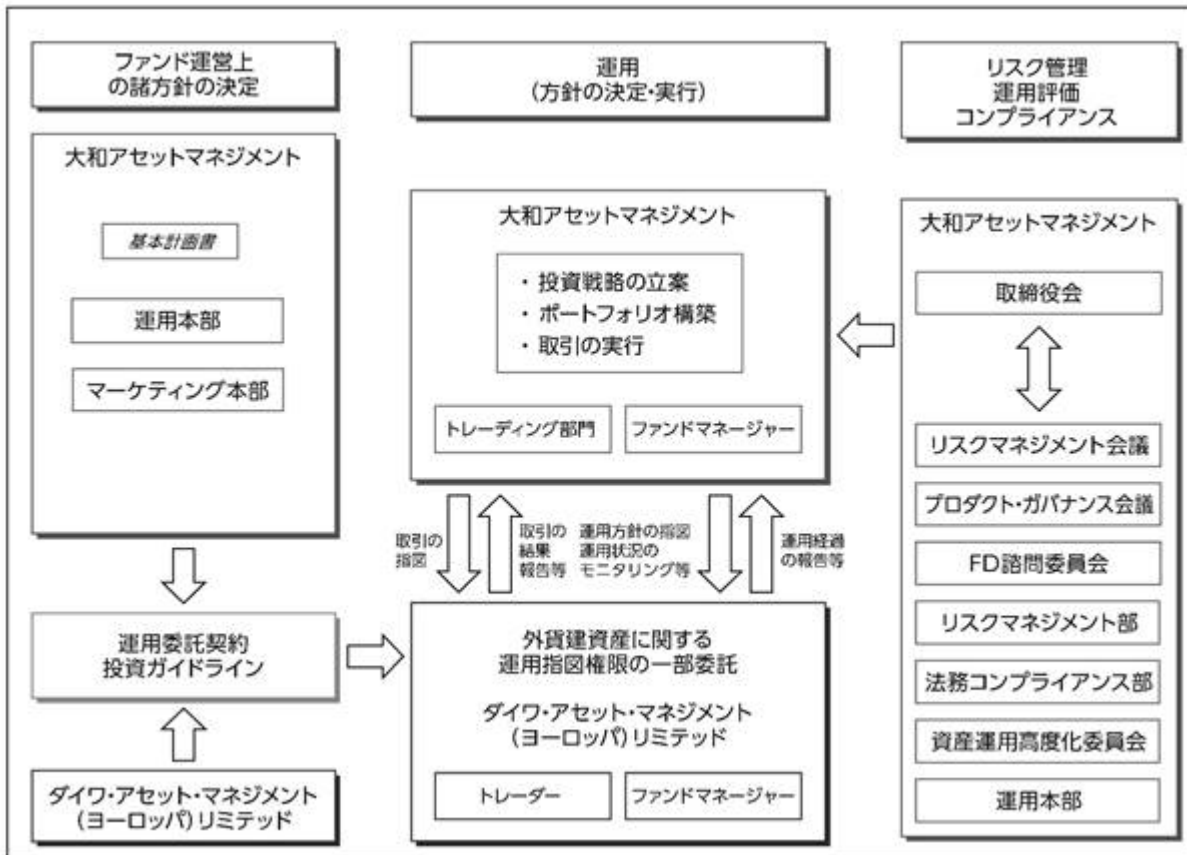 ファンド運営上
の諸方針の決定
大和アセットマネジメント
基本計画書
運用本部
マーケティング本部
運用委託契約
投資ガイドライン
ダイワ・アセット・マネジメント
(ヨーロッパ)リミテッド
運用
(方針の決定・実行)
大和アセットマネジメント
・ 投資戦略の立案
・ ポートフォリオ構築
・ 取引の実行
トレーディング部門
ファンドマネージャー
取引の
指図
取引の
結果
報告等
運用方針の指図
運用状況の
モニタリング等
運用経過
の報告等
外貨建資産に関する
運用指図権限の一部委託
ダイワ・アセット・マネジメント
(ヨーロッパ)リミテッド
トレーダー
ファンドマネージャー
リスク管理
運用評価
コンプライアンス
大和アセットマネジメント
取締役会
リスクマネジメント会議
プロダクト・ガバナンス会議
FD諮問委員会
リスクマネジメント部
法務コンプライアンス部
資産運用高度化委員会
運用本部